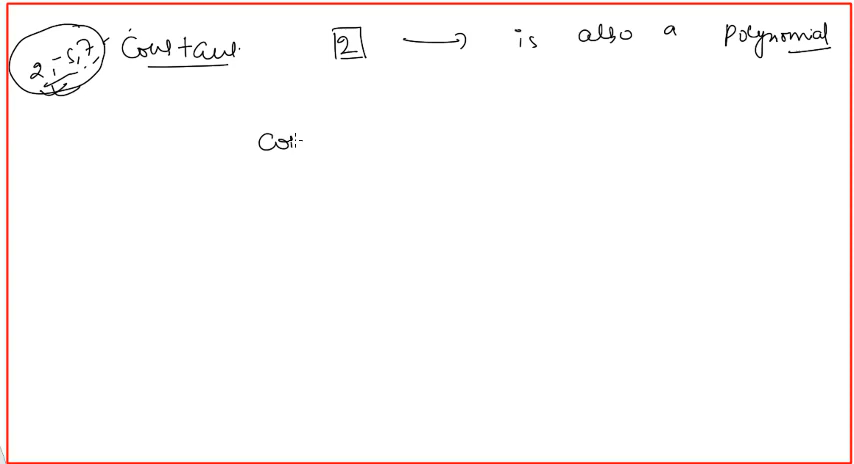 2, -5, 7, Constant. 2 → is also a polynomial